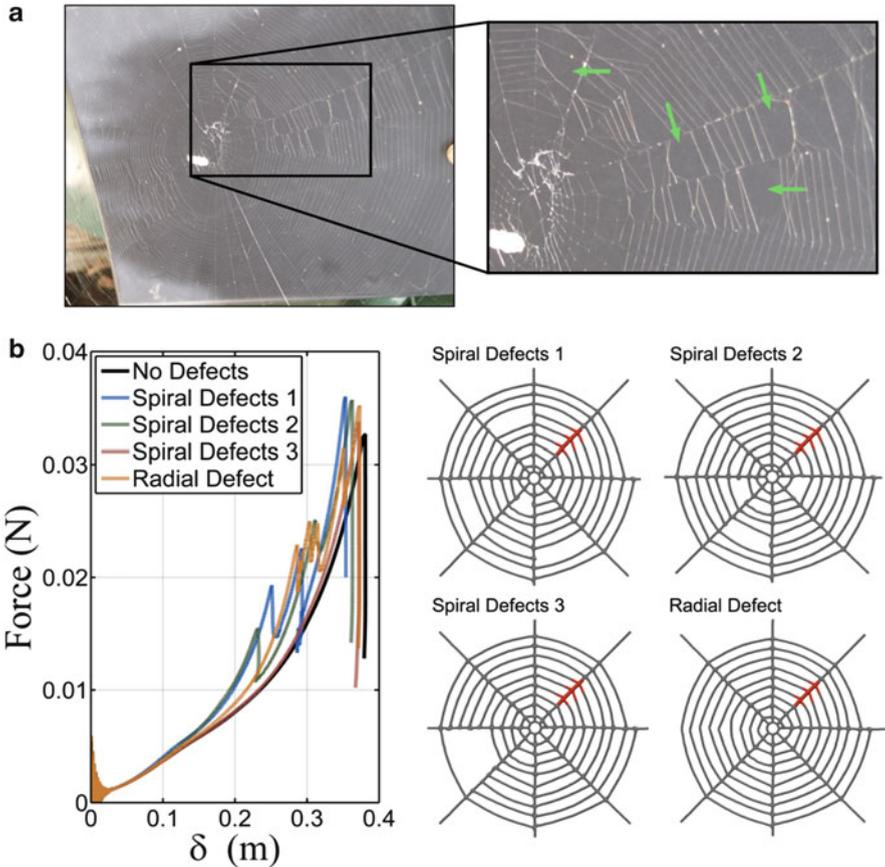 a
b
0.04
0.03
0.02
0.01
0
Force (N)
No Defects
Spiral Defects 1
Spiral Defects 2
Spiral Defects 3
Radial Defect
0 0.1 0.2 0.3 0.4
δ (m)
Spiral Defects 1
Spiral Defects 2
Spiral Defects 3
Radial Defect